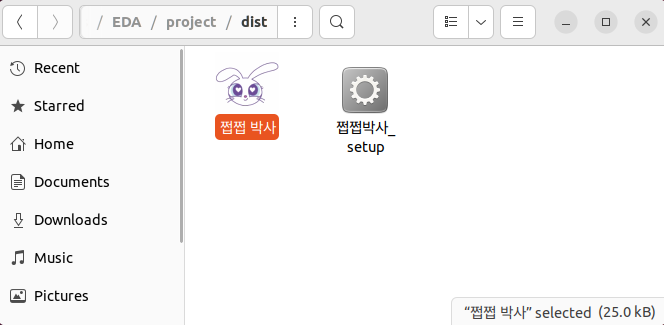 / EDA / project / dist
Recent
Starred
Home
Documents
Downloads
Music
Pictures
쩝쩝 박사
쩝쩝박사_
setup
“쩝쩝 박사” selected (25.0 kB)